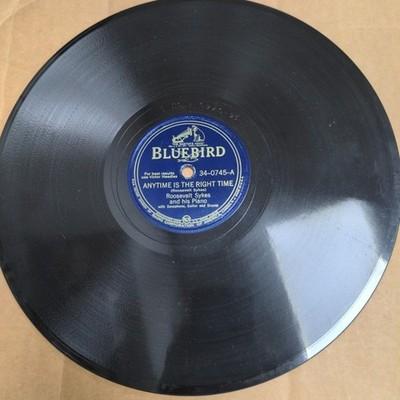 BLUEBIRD
For best results
use Victor Needles
34-0745-A
ANYTIME IS THE RIGHT TIME
(Roosevelt Sykes)
Roosevelt Sykes
and his Piano
with Saxophone, Guitar and Drums